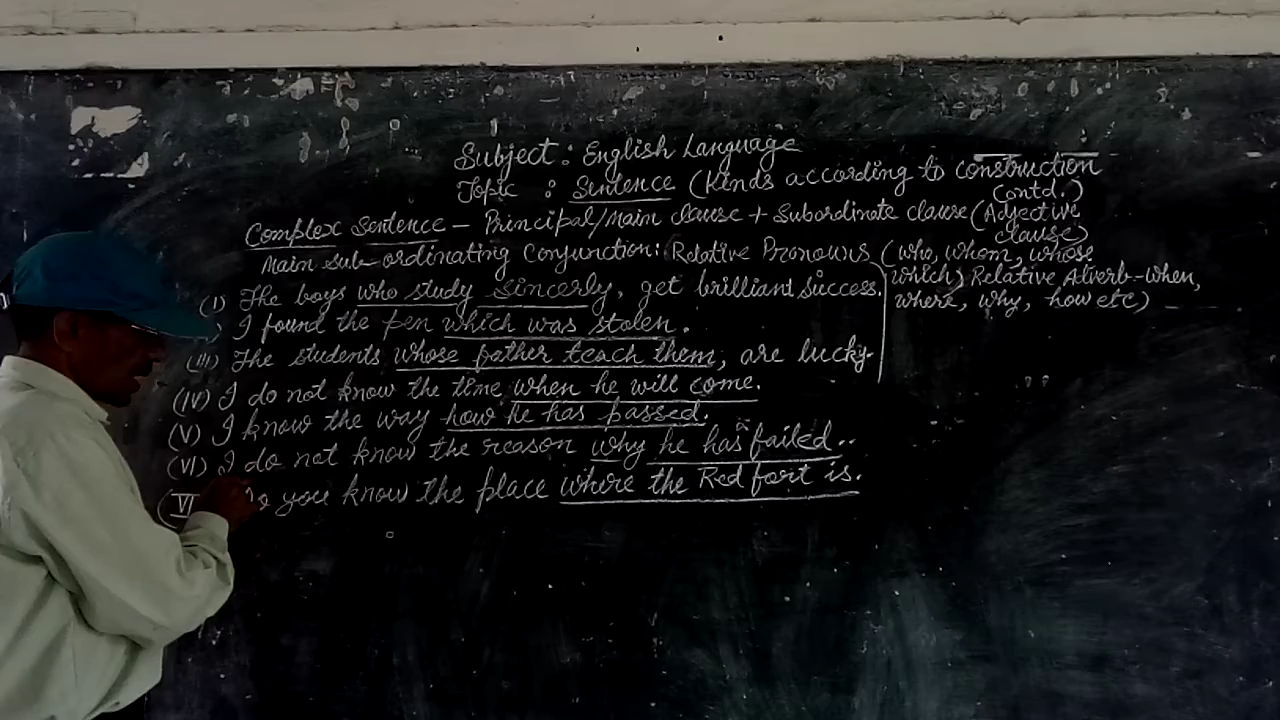 Subject: English Language
Topic : Sentence (Kinds according to construction
Contd.)
Complex Sentence – Principal/Main clause + Subordinate clause (Adjective
clause)
Main sub-ordinating Conjunction: Relative Pronouns (who, whom, whose
which) Relative Adverb-when,
where, why, how etc)
(I) The boys who study sincerly, get brilliant success.
I found the pen which was stolen.
(III) The students whose father teach them, are lucky.
(IV) I do not know the time when he will come.
(V) I know the way how he has passed.
(VI) I do not know the reason why he has failed..
you know the place where the Red fort is.